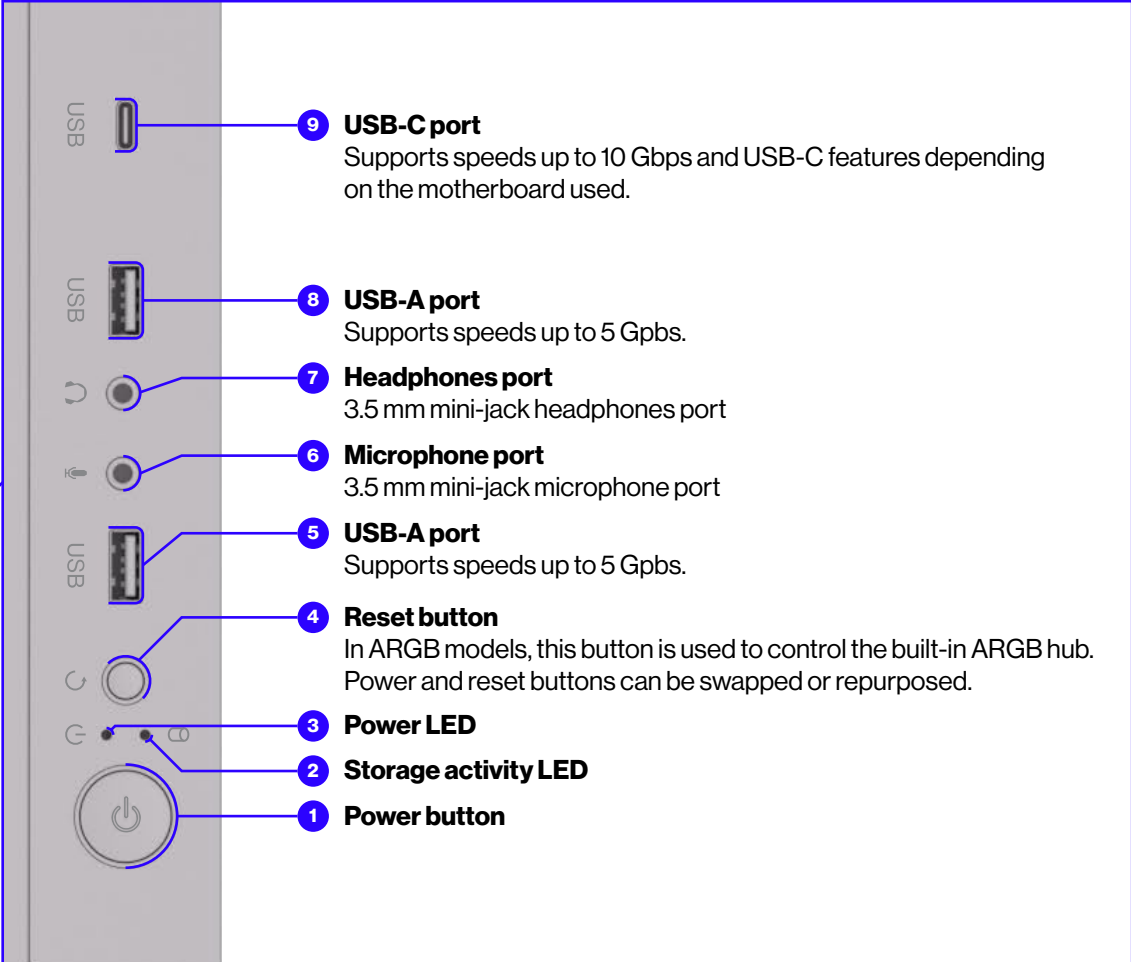 USB
9 USB-C port
Supports speeds up to 10 Gbps and USB-C features depending
on the motherboard used.
USB
8 USB-A port
Supports speeds up to 5 Gpbs.
7 Headphones port
3.5 mm mini-jack headphones port
6 Microphone port
3.5 mm mini-jack microphone port
USB
5 USB-A port
Supports speeds up to 5 Gpbs.
4 Reset button
In ARGB models, this button is used to control the built-in ARGB hub.
Power and reset buttons can be swapped or repurposed.
3 Power LED
2 Storage activity LED
1 Power button